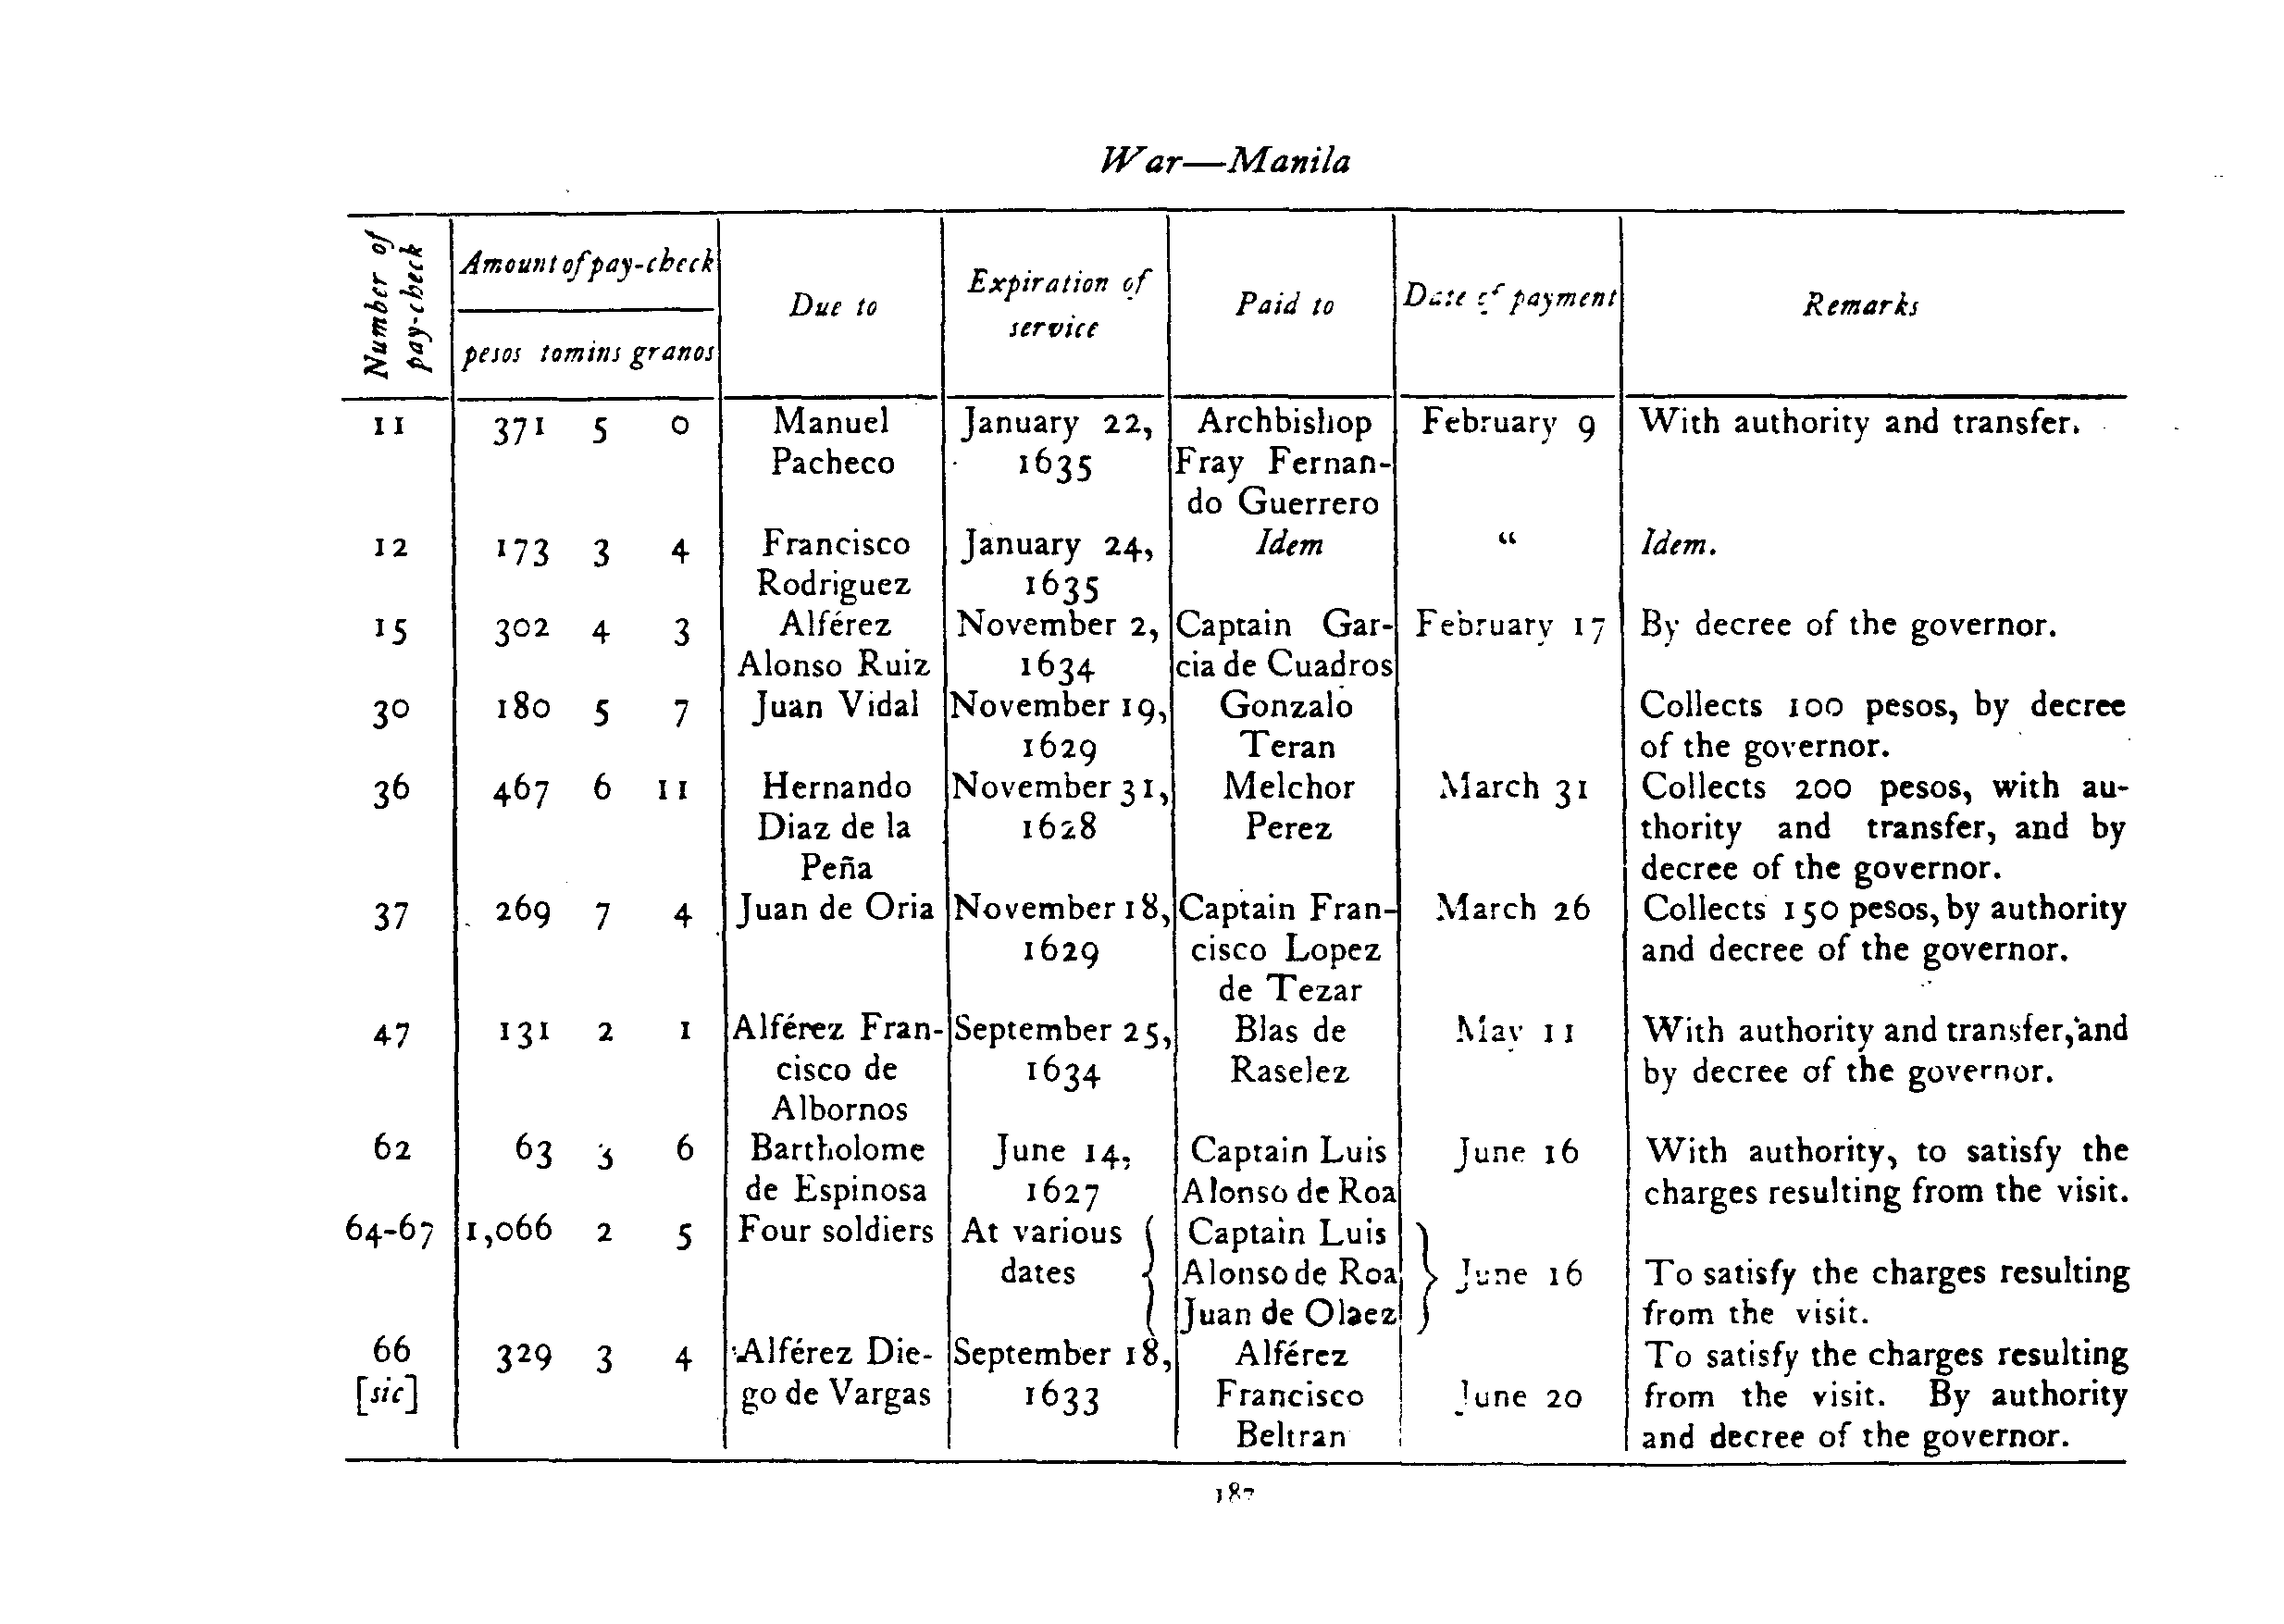 War—Manila
Number of pay-check
Amount of pay-check
pesos tomins granos
Due to
Expiration of service
Paid to
Date of payment
Remarks
11 371 5 0 Manuel January 22, Archbishop February 9 With authority and transfer.
Pacheco 1635 Fray Fernan-
do Guerrero
12 173 3 4 Francisco January 24, Idem “ Idem.
Rodriguez 1635
15 302 4 3 Alférez November 2, Captain Gar- February 17 By decree of the governor.
Alonso Ruiz 1634 cia de Cuadros
30 180 5 7 Juan Vidal November 19, Gonzalo Collects 100 pesos, by decree
1629 Teran of the governor.
36 467 6 11 Hernando November 31, Melchor March 31 Collects 200 pesos, with au-
Diaz de la 1628 Perez thority and transfer, and by
Peña decree of the governor.
37 269 7 4 Juan de Oria November 18, Captain Fran- March 26 Collects 150 pesos, by authority
1629 cisco Lopez and decree of the governor.
de Tezar
47 131 2 1 Alférez Fran- September 25, Blas de May 11 With authority and transfer, and
cisco de 1634 Raselez by decree of the governor.
Albornos
62 63 3 6 Bartholome June 14, Captain Luis June 16 With authority, to satisfy the
de Espinosa 1627 Alonso de Roa charges resulting from the visit.
64-67 1,066 2 5 Four soldiers At various Captain Luis
dates Alonso de Roa June 16 To satisfy the charges resulting
Juan de Olaez from the visit.
66 329 3 4 Alférez Die- September 18, Alférez To satisfy the charges resulting
[sic] go de Vargas 1633 Francisco June 20 from the visit. By authority
Beltran and decree of the governor.
187